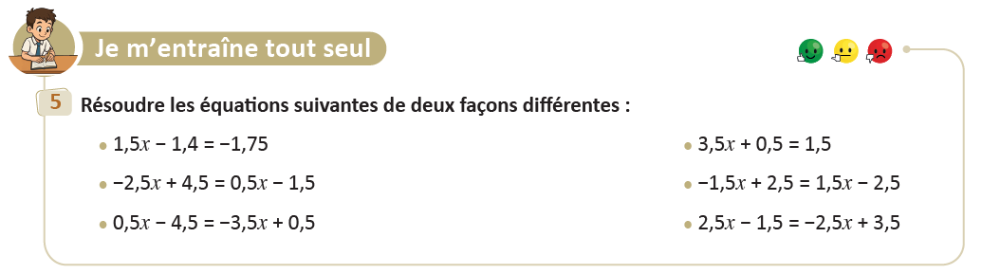 Je m’entraîne tout seul
5 Résoudre les équations suivantes de deux façons différentes :
• 1,5x − 1,4 = −1,75
• 3,5x + 0,5 = 1,5
• −2,5x + 4,5 = 0,5x − 1,5
• −1,5x + 2,5 = 1,5x − 2,5
• 0,5x − 4,5 = −3,5x + 0,5
• 2,5x − 1,5 = −2,5x + 3,5